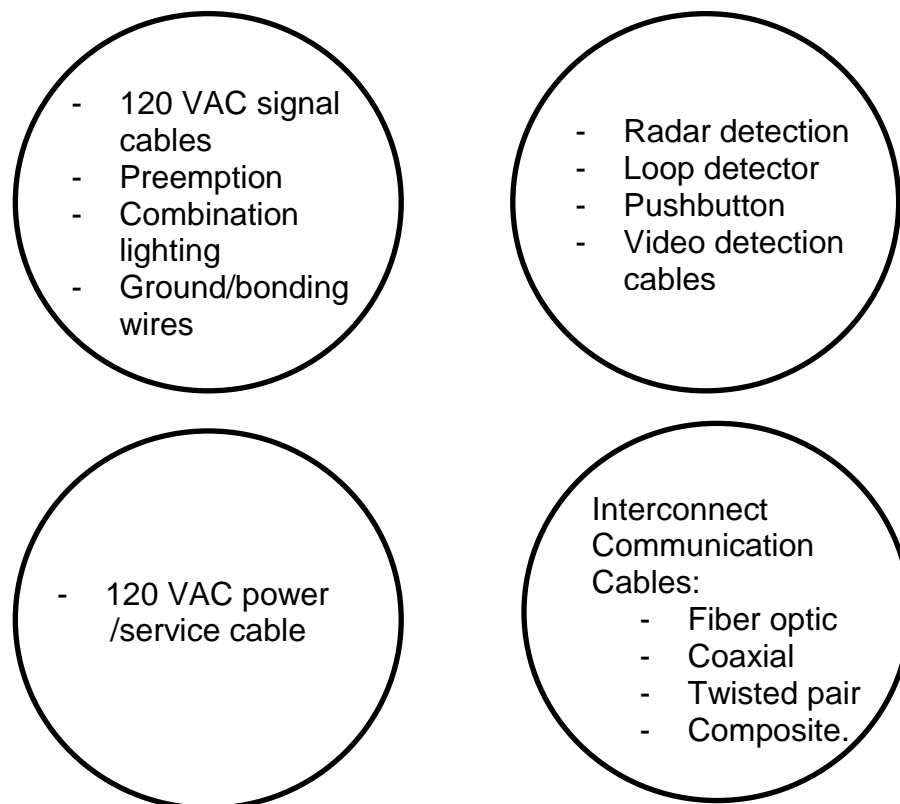 - 120 VAC signal
cables
- Preemption
- Combination
lighting
- Ground/bonding
wires
- Radar detection
- Loop detector
- Pushbutton
- Video detection
cables
- 120 VAC power
/service cable
Interconnect
Communication
Cables:
- Fiber optic
- Coaxial
- Twisted pair
- Composite.